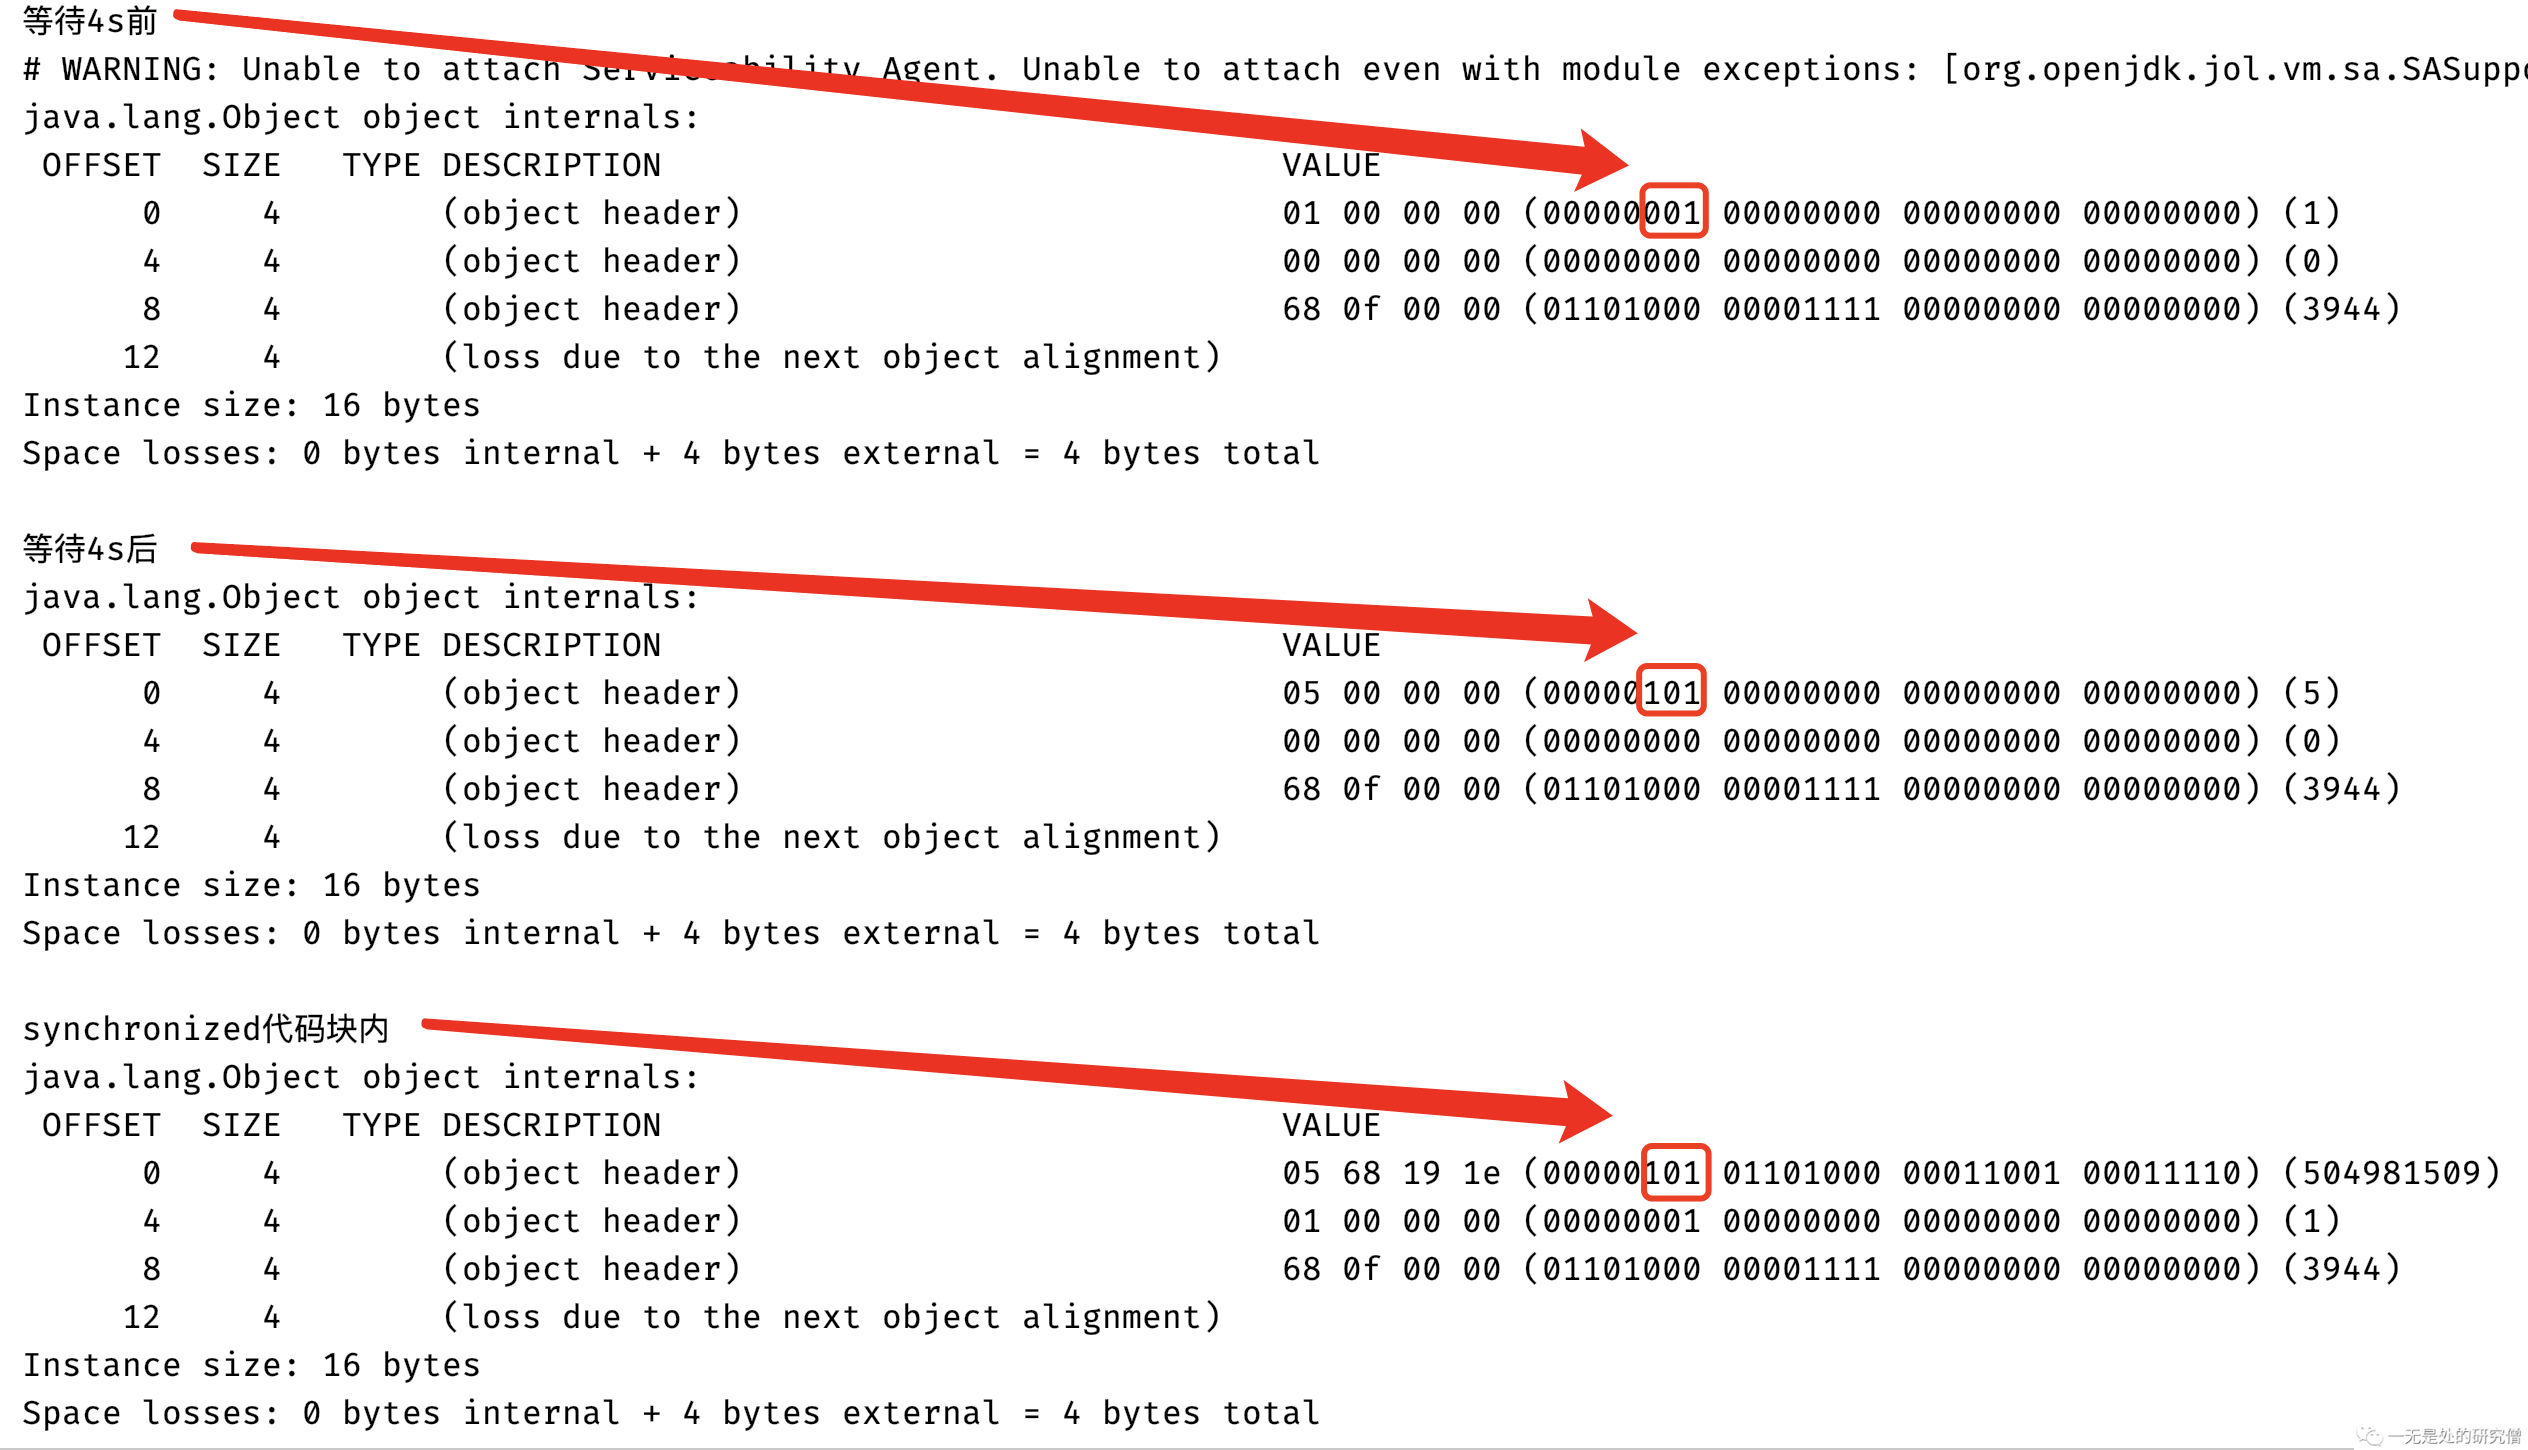 等待4s前
# WARNING: Unable to attach Serviceability Agent. Unable to attach even with module exceptions: [org.openjdk.jol.vm.sa.SASuppo
java.lang.Object object internals:
 OFFSET  SIZE   TYPE DESCRIPTION                               VALUE
      0     4        (object header)                           01 00 00 00 (00000001 00000000 00000000 00000000) (1)
      4     4        (object header)                           00 00 00 00 (00000000 00000000 00000000 00000000) (0)
      8     4        (object header)                           68 0f 00 00 (01101000 00001111 00000000 00000000) (3944)
     12     4        (loss due to the next object alignment)
Instance size: 16 bytes
Space losses: 0 bytes internal + 4 bytes external = 4 bytes total
等待4s后
java.lang.Object object internals:
 OFFSET  SIZE   TYPE DESCRIPTION                               VALUE
      0     4        (object header)                           05 00 00 00 (00000101 00000000 00000000 00000000) (5)
      4     4        (object header)                           00 00 00 00 (00000000 00000000 00000000 00000000) (0)
      8     4        (object header)                           68 0f 00 00 (01101000 00001111 00000000 00000000) (3944)
     12     4        (loss due to the next object alignment)
Instance size: 16 bytes
Space losses: 0 bytes internal + 4 bytes external = 4 bytes total
synchronized代码块内
java.lang.Object object internals:
 OFFSET  SIZE   TYPE DESCRIPTION                               VALUE
      0     4        (object header)                           05 68 19 1e (00000101 01101000 00011001 00011110) (504981509)
      4     4        (object header)                           01 00 00 00 (00000001 00000000 00000000 00000000) (1)
      8     4        (object header)                           68 0f 00 00 (01101000 00001111 00000000 00000000) (3944)
     12     4        (loss due to the next object alignment)
Instance size: 16 bytes
Space losses: 0 bytes internal + 4 bytes external = 4 bytes total
一无是处的研究僧